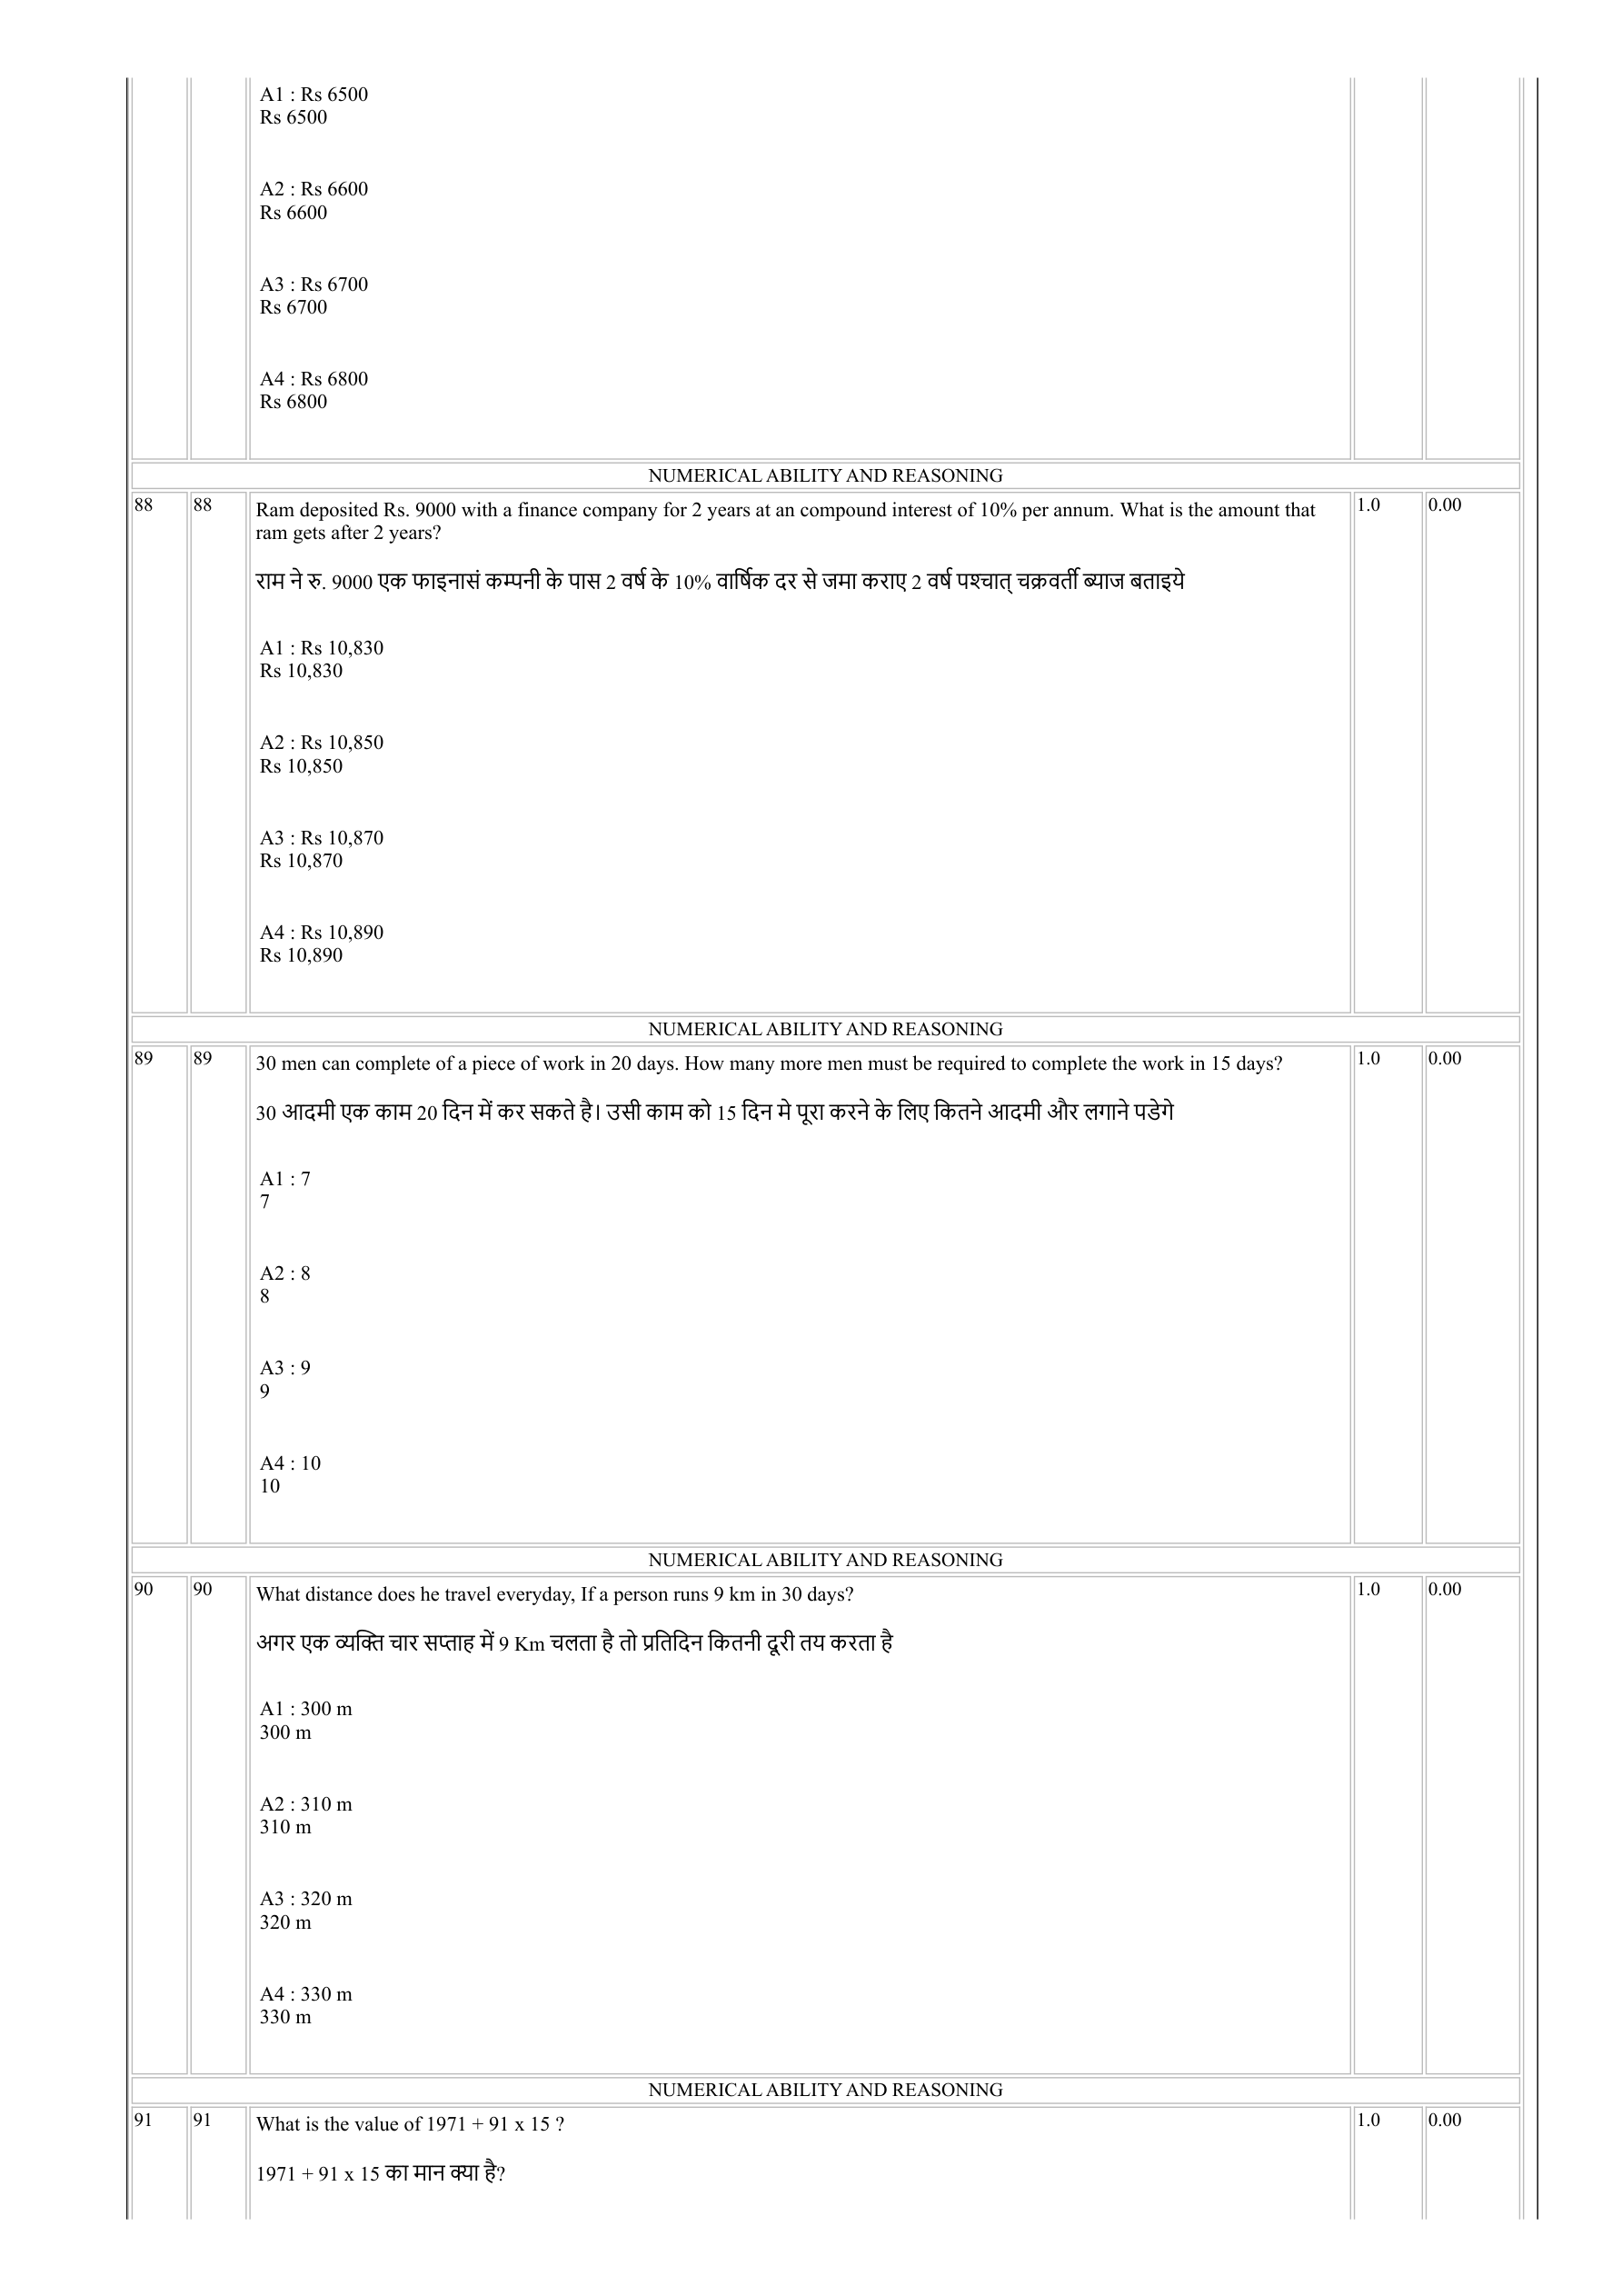 A1 : Rs 6500
Rs 6500
A2 : Rs 6600
Rs 6600
A3 : Rs 6700
Rs 6700
A4 : Rs 6800
Rs 6800
NUMERICAL ABILITY AND REASONING
88 88 Ram deposited Rs. 9000 with a finance company for 2 years at an compound interest of 10% per annum. What is the amount that 1.0 0.00
ram gets after 2 years?
राम ने रु. 9000 एक फाइनासं कम्पनी के पास 2 वर्ष के 10% वार्षिक दर से जमा कराए 2 वर्ष पश्चात् चक्रवर्ती ब्याज बताइये
A1 : Rs 10,830
Rs 10,830
A2 : Rs 10,850
Rs 10,850
A3 : Rs 10,870
Rs 10,870
A4 : Rs 10,890
Rs 10,890
NUMERICAL ABILITY AND REASONING
89 89 30 men can complete of a piece of work in 20 days. How many more men must be required to complete the work in 15 days? 1.0 0.00
30 आदमी एक काम 20 दिन में कर सकते है। उसी काम को 15 दिन मे पूरा करने के लिए कितने आदमी और लगाने पडेगे
A1 : 7
7
A2 : 8
8
A3 : 9
9
A4 : 10
10
NUMERICAL ABILITY AND REASONING
90 90 What distance does he travel everyday, If a person runs 9 km in 30 days? 1.0 0.00
अगर एक व्यक्ति चार सप्ताह में 9 Km चलता है तो प्रतिदिन कितनी दूरी तय करता है
A1 : 300 m
300 m
A2 : 310 m
310 m
A3 : 320 m
320 m
A4 : 330 m
330 m
NUMERICAL ABILITY AND REASONING
91 91 What is the value of 1971 + 91 x 15 ? 1.0 0.00
1971 + 91 x 15 का मान क्या है?